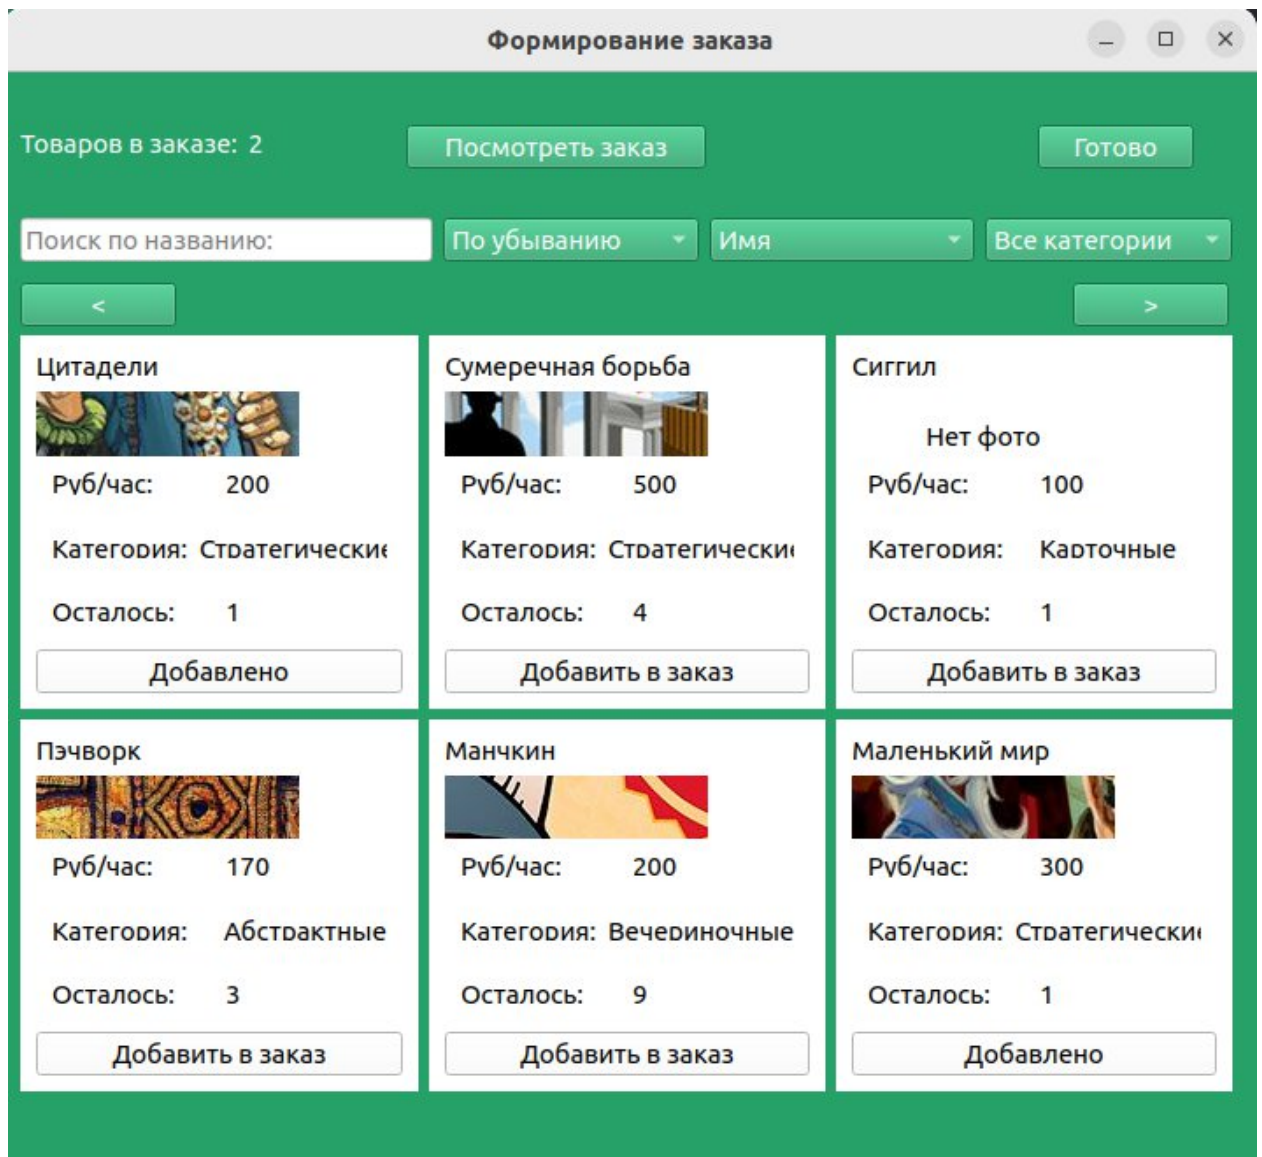 Формирование заказа
Товаров в заказе: 2 Посмотреть заказ Готово
Поиск по названию: По убыванию Имя Все категории
< >
Цитадели
Руб/час: 200
Категория: Стратегические
Осталось: 1
Добавлено
Сумеречная борьба
Руб/час: 500
Категория: Стратегические
Осталось: 4
Добавить в заказ
Сиггил
Нет фото
Руб/час: 100
Категория: Карточные
Осталось: 1
Добавить в заказ
Пэчворк
Руб/час: 170
Категория: Абстрактные
Осталось: 3
Добавить в заказ
Манчкин
Руб/час: 200
Категория: Вечериночные
Осталось: 9
Добавить в заказ
Маленький мир
Руб/час: 300
Категория: Стратегические
Осталось: 1
Добавлено